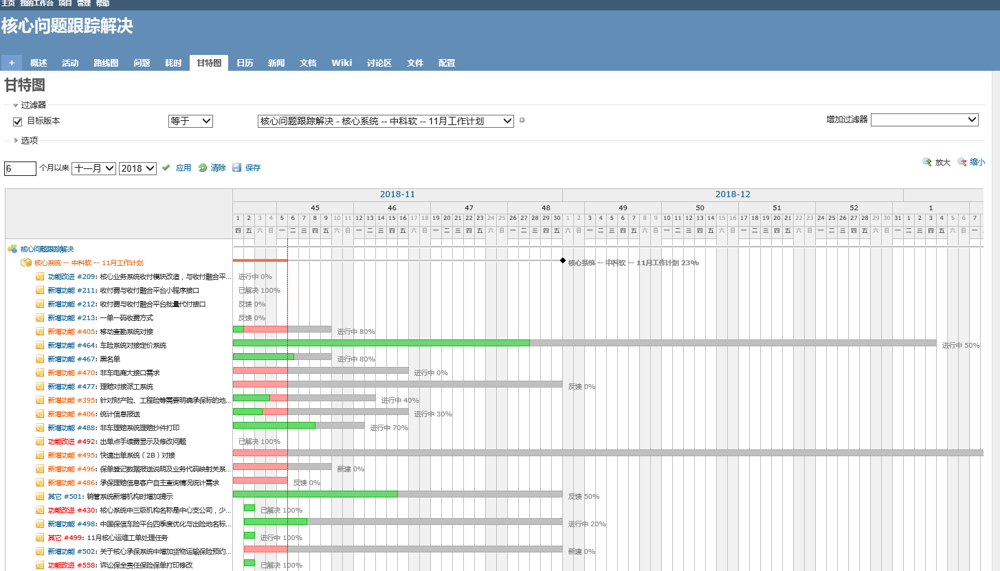 主页 我的工作台 项目 管理 帮助
核心问题跟踪解决
+ 概述 活动 路线图 问题 耗时 甘特图 日历 新闻 文档 Wiki 讨论区 文件 配置
甘特图
过滤器
目标版本 等于 核心问题跟踪解决 - 核心系统 -- 中科软 -- 11月工作计划 增加过滤器
选项
6 个月以来 十一月 2018 应用 清除 保存 放大 缩小
2018-11 2018-12
45 46 47 48 49 50 51 52 1
1 2 3 4 5 6 7 8 9 10 11 12 13 14 15 16 17 18 19 20 21 22 23 24 25 26 27 28 29 30 1 2 3 4 5 6 7 8 9 10 11 12 13 14 15 16 17 18 19 20 21 22 23 24 25 26 27 28 29 30 31 1 2 3 4 5 6 7
四 五 六 日 一 二 三 四 五 六 日 一 二 三 四 五 六 日 一 二 三 四 五 六 日 一 二 三 四 五 六 日 一 二 三 四 五 六 日 一 二 三 四 五 六 日 一 二 三 四 五 六 日 一 二 三 四 五 六 日 一 二 三 四 五 六 日 一
核心问题跟踪解决
核心系统 -- 中科软 -- 11月工作计划 核心系统 -- 中科软 -- 11月工作计划 23%
功能改进 #209: 核心业务系统收付模块改造，与收付融合平... 进行中 0%
新增功能 #211: 收付费与收付融合平台小程序接口 已解决 100%
新增功能 #212: 收付费与收付融合平台批量代付接口 反馈 0%
新增功能 #213: 一单一码收费方式 反馈 0%
新增功能 #405: 移动查勘系统对接 进行中 80%
新增功能 #464: 车险系统对接定价系统 进行中 50%
新增功能 #467: 黑名单 进行中 80%
新增功能 #470: 非车电商大接口需求 进行中 0%
新增功能 #477: 理赔对接派工系统 反馈 0%
新增功能 #395: 针对财产险、工程险等需要明确承保标的地... 进行中 40%
新增功能 #406: 统计信息报送 进行中 30%
新增功能 #488: 非车理赔系统理赔抄件打印 进行中 70%
功能改进 #492: 出单点手续费显示及修改问题 已解决 100%
新增功能 #495: 快速出单系统（2B）对接
新增功能 #496: 保单登记数据报送说明及业务代码映射关系... 新建 0%
新增功能 #486: 承保理赔信息客户自主查询情况统计需求 反馈 0%
其它 #501: 销管系统新增机构时增加提示 反馈 50%
功能改进 #430: 核心系统中三级机构名称是中心支公司，少... 已解决 100%
新增功能 #498: 中国保信车险平台四季度优化与出险地名标... 进行中 20%
其它 #499: 11月核心运维工单处理任务 进行中 100%
新增功能 #502: 关于核心承保系统中增加货物运输保险预约... 新建 0%
功能改进 #558: 诉讼保全责任保险保单打印修改 已解决 100%